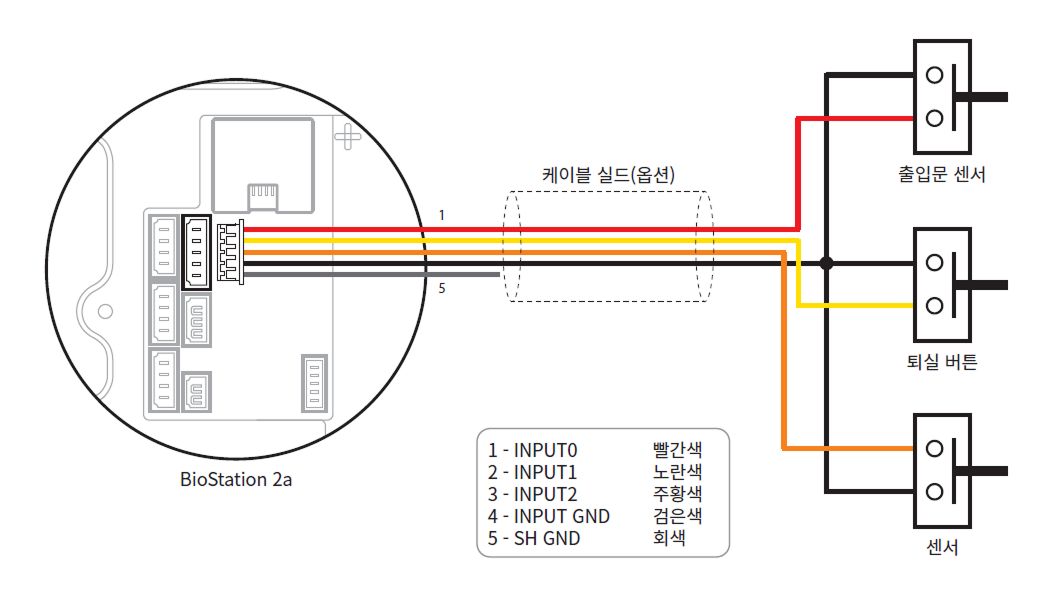 케이블 실드(옵션)
출입문 센서
1
5
퇴실 버튼
BioStation 2a
1 - INPUT0 빨간색
2 - INPUT1 노란색
3 - INPUT2 주황색
4 - INPUT GND 검은색
5 - SH GND 회색
센서